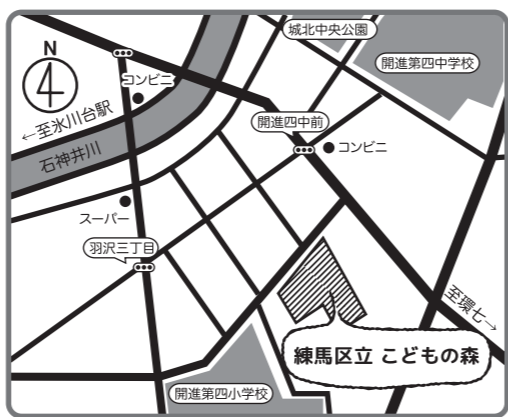 N
コンビニ
城北中央公園
開進第四中学校
←至氷川台駅
石神井川
開進四中前
コンビニ
スーパー
羽沢三丁目
至環七→
練馬区立 こどもの森
開進第四小学校